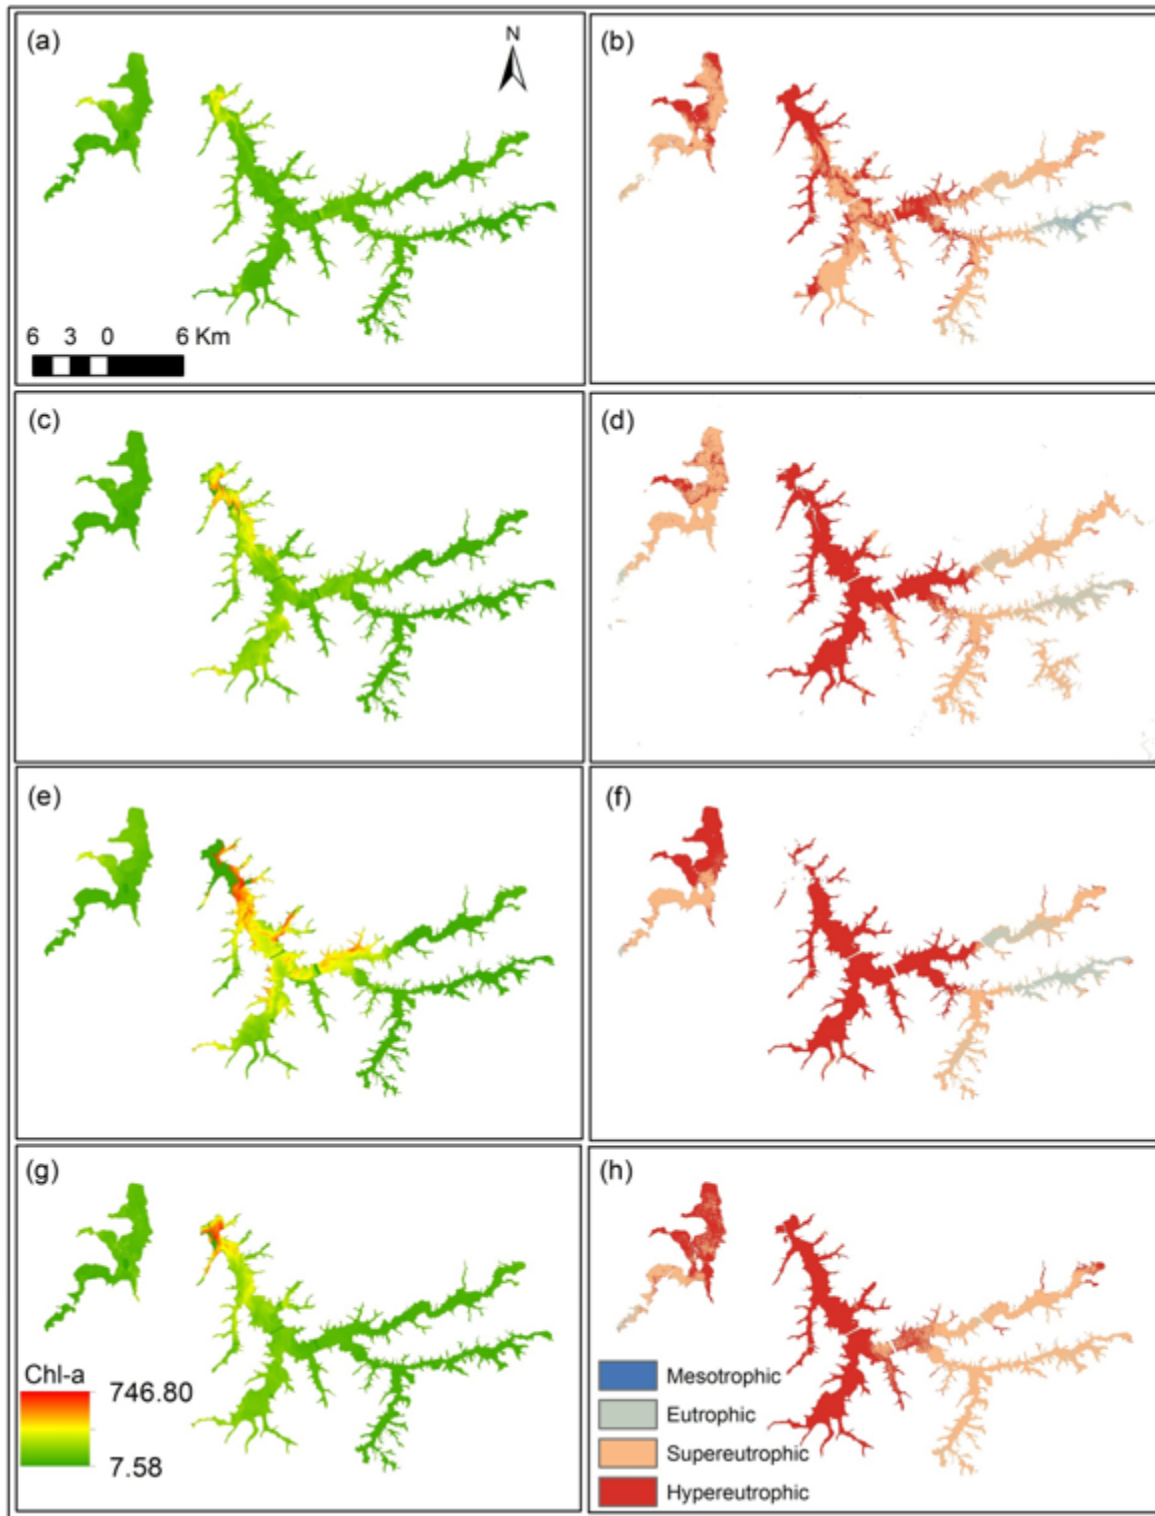 (a)
N
(b)
6 3 0 6 Km
(c)
(d)
(e)
(f)
(g)
(h)
Chl-a
746.80
7.58
Mesotrophic
Eutrophic
Supereutrophic
Hypereutrophic